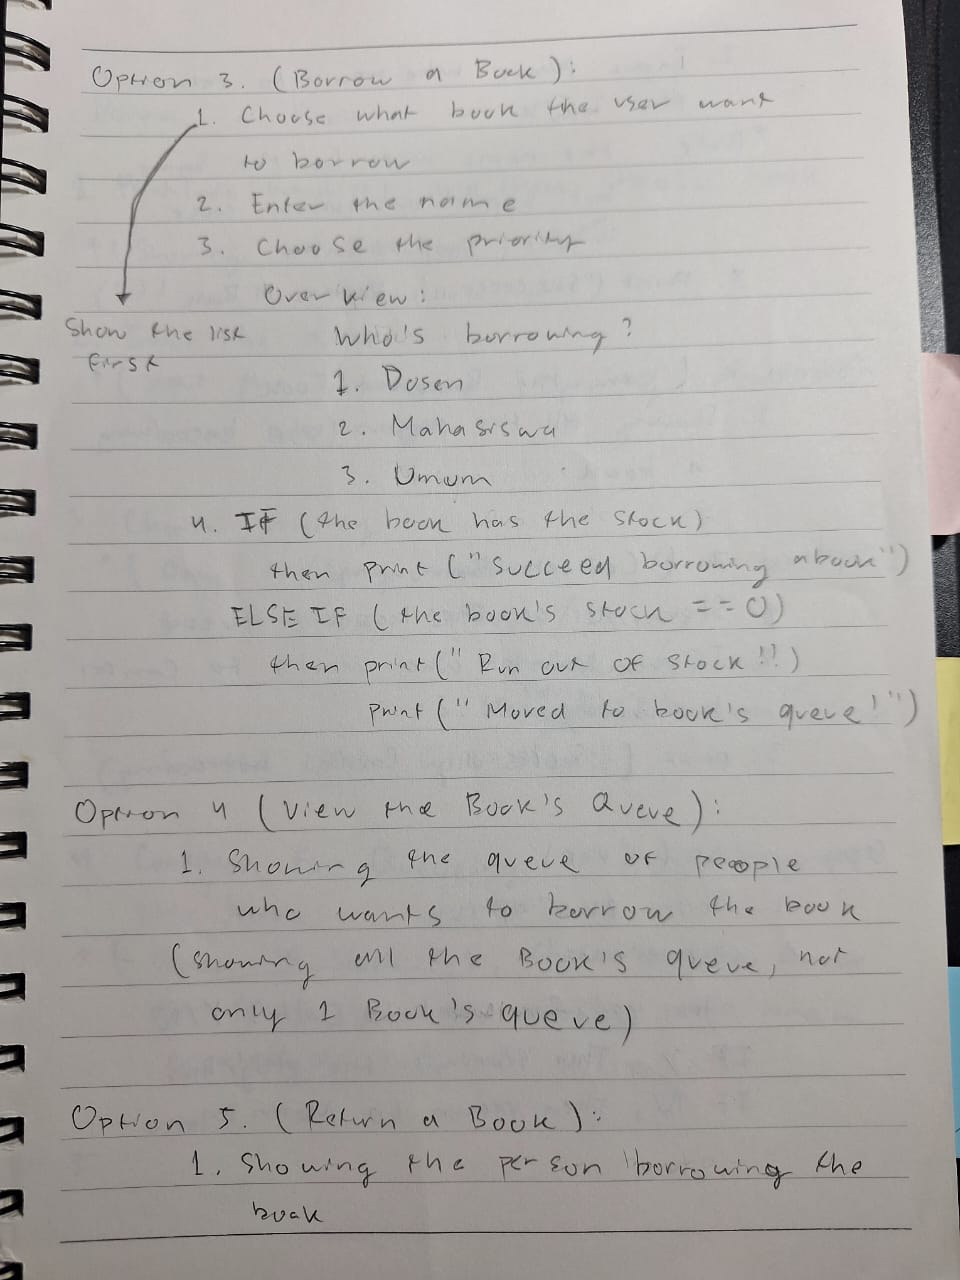 Option 3. (Borrow a Book):
1. Choose what book the user want
to borrow
2. Enter the name
3. Choose the priority
Overview:
Show the list
first
Who's borrowing?
1. Dosen
2. Mahasiswa
3. Umum
4. IF (the book has the stock)
then print ("Succeed borrowing a book")
ELSE IF (the book's stock == 0)
then print (" Run out of stock!!)
print (" Moved to book's queue!")
Option 4 (View the Book's Queue):
1. Showing the queue of people
who wants to borrow the book
(showing all the Book's queue, not
only 1 Book's queue)
Option 5. (Return a Book):
1. Showing the person borrowing the
book